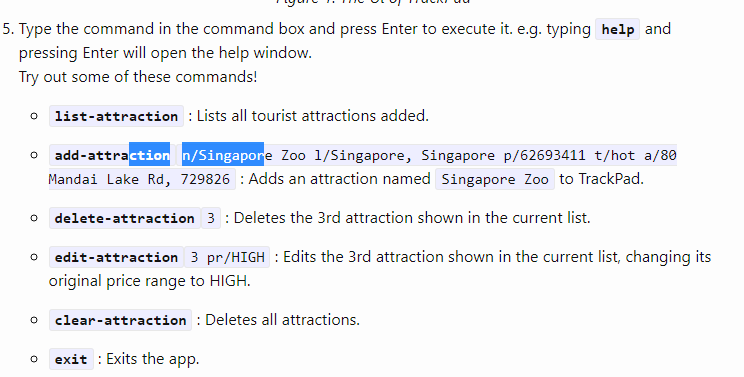 Figure 1. The UI of TrackPad
5. Type the command in the command box and press Enter to execute it. e.g. typing help and
pressing Enter will open the help window.
Try out some of these commands!
list-attraction : Lists all tourist attractions added.
add-attraction n/Singapore Zoo l/Singapore, Singapore p/62693411 t/hot a/80
Mandai Lake Rd, 729826 : Adds an attraction named Singapore Zoo to TrackPad.
delete-attraction 3 : Deletes the 3rd attraction shown in the current list.
edit-attraction 3 pr/HIGH : Edits the 3rd attraction shown in the current list, changing its
original price range to HIGH.
clear-attraction : Deletes all attractions.
exit : Exits the app.